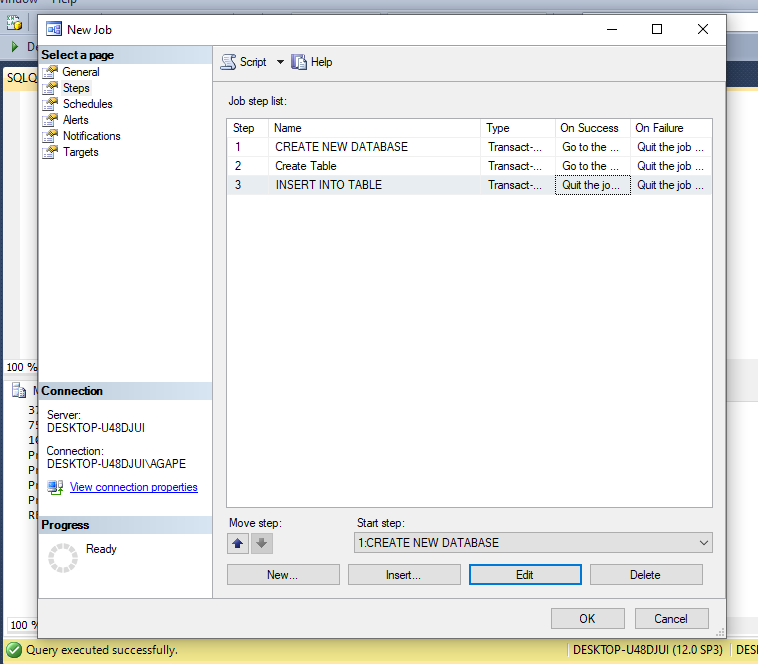 Window Help
New Job
De
SQLQ
Select a page
General
Steps
Schedules
Alerts
Notifications
Targets
Script
Help
Job step list:
Step Name Type On Success On Failure
1 CREATE NEW DATABASE Transact-... Go to the ... Quit the job ...
2 Create Table Transact-... Go to the ... Quit the job ...
3 INSERT INTO TABLE Transact-... Quit the jo... Quit the job ...
100 %
Connection
Server:
DESKTOP-U48DJUI
Connection:
DESKTOP-U48DJUI\AGAPE
View connection properties
Progress
Ready
Move step:
Start step:
1:CREATE NEW DATABASE
New...
Insert...
Edit
Delete
OK
Cancel
100 %
Query executed successfully.
DESKTOP-U48DJUI (12.0 SP3)
DES